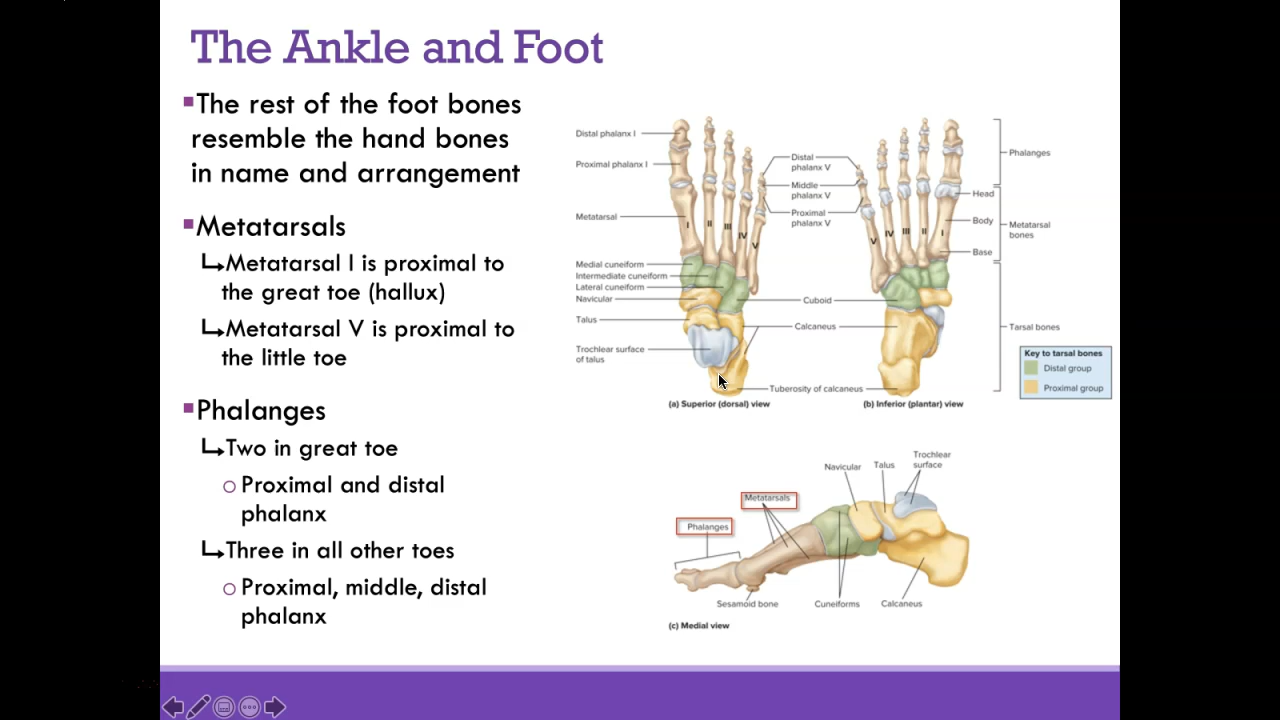 The Ankle and Foot
▪The rest of the foot bones
resemble the hand bones
in name and arrangement
▪Metatarsals
↳Metatarsal I is proximal to
the great toe (hallux)
↳Metatarsal V is proximal to
the little toe
▪Phalanges
↳Two in great toe
○Proximal and distal
phalanx
↳Three in all other toes
○Proximal, middle, distal
phalanx
Distal phalanx I
Proximal phalanx I
Metatarsal
Medial cuneiform
Intermediate cuneiform
Lateral cuneiform
Navicular
Talus
Trochlear surface
of talus
I
II
III
IV
V
Distal
phalanx V
Middle
phalanx V
Proximal
phalanx V
Cuboid
Calcaneus
Tuberosity of calcaneus
V
IV
III
II
I
Phalanges
Head
Body
Base
Metatarsal
bones
Tarsal bones
Key to tarsal bones
Distal group
Proximal group
(a) Superior (dorsal) view
(b) Inferior (plantar) view
Trochlear
surface
Talus
Navicular
Metatarsals
Phalanges
Sesamoid bone
Cuneiforms
Calcaneus
(c) Medial view